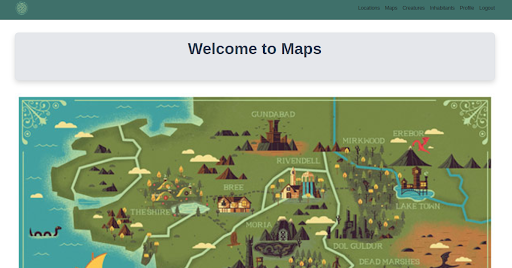 Locations Maps Creatures Inhabitants Profile Logout
Welcome to Maps
GUNDABAD
EREBOR
MIRKWOOD
RIVENDELL
BREE
THE SHIRE
LAKE TOWN
MORIA
DOL GULDUR
DEAD MARSHES